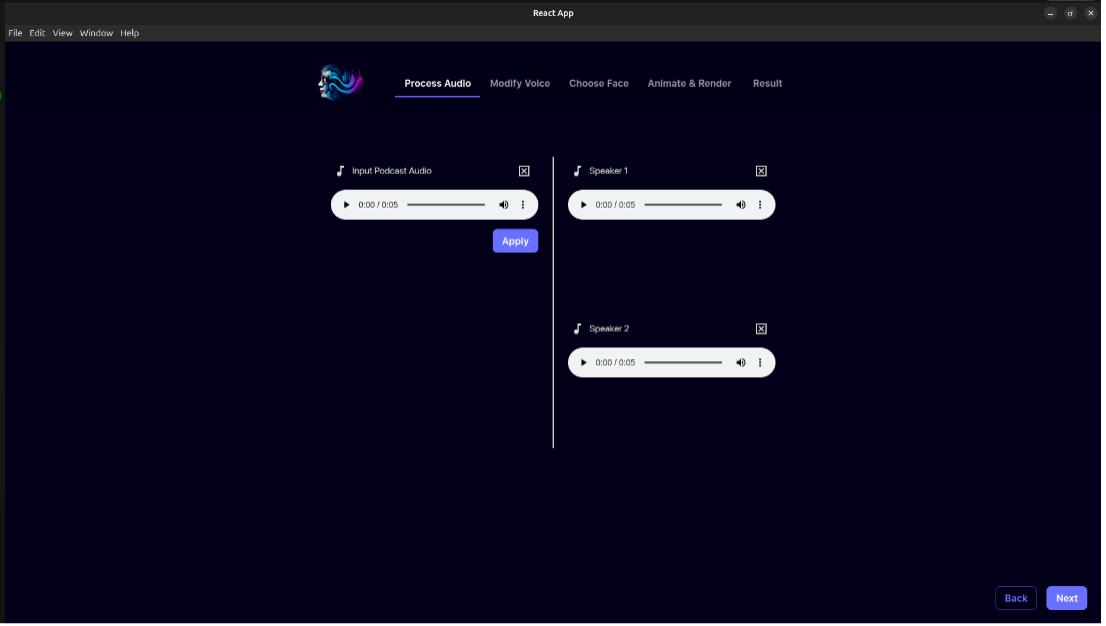 React App
File Edit View Window Help
Process Audio Modify Voice Choose Face Animate & Render Result
Input Podcast Audio
0:00 / 0:05
Apply
Speaker 1
0:00 / 0:05
Speaker 2
0:00 / 0:05
Back Next